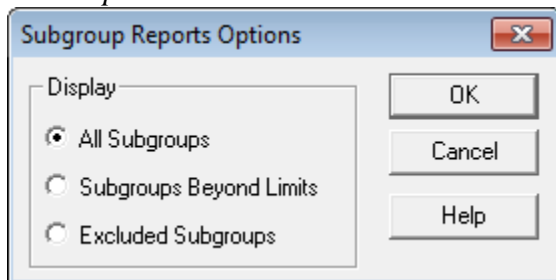 Subgroup Reports Options
Display
All Subgroups
Subgroups Beyond Limits
Excluded Subgroups
OK
Cancel
Help